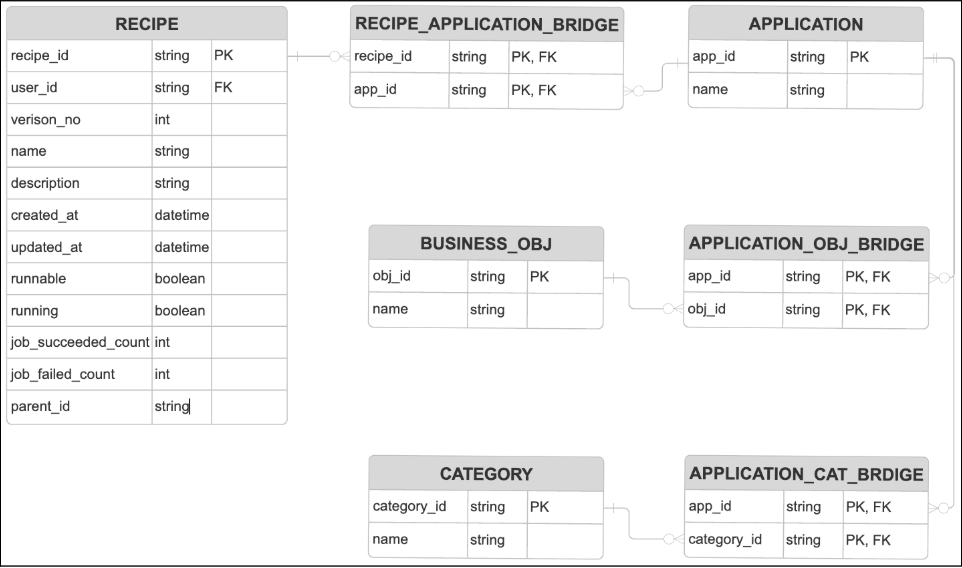 RECIPE
recipe_id string PK
user_id string FK
verison_no int
name string
description string
created_at datetime
updated_at datetime
runnable boolean
running boolean
job_succeeded_count int
job_failed_count int
parent_id string
RECIPE_APPLICATION_BRIDGE
recipe_id string PK, FK
app_id string PK, FK
APPLICATION
app_id string PK
name string
BUSINESS_OBJ
obj_id string PK
name string
APPLICATION_OBJ_BRIDGE
app_id string PK, FK
obj_id string PK, FK
CATEGORY
category_id string PK
name string
APPLICATION_CAT_BRDIGE
app_id string PK, FK
category_id string PK, FK